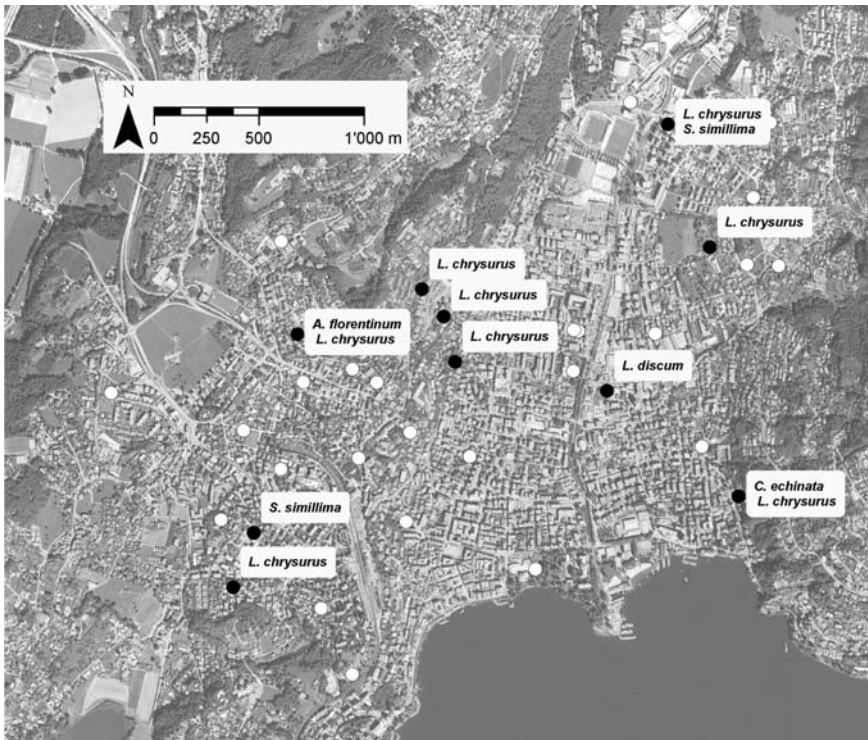 N
0 250 500 1'000 m
L. chrysurus
S. simillima
L. chrysurus
L. chrysurus
L. chrysurus
A. florentinum
L. chrysurus
L. chrysurus
L. discum
C. echinata
L. chrysurus
S. simillima
L. chrysurus